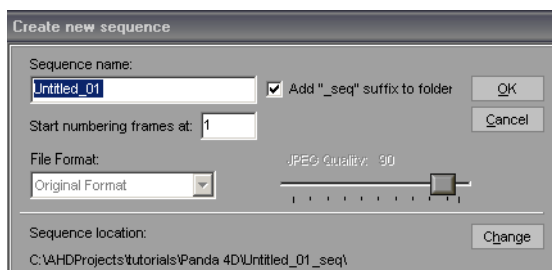 Create new sequence
Sequence name:
Untitled_01
Add "_seq" suffix to folder
OK
Start numbering frames at: 1
Cancel
File Format:
JPEG Quality: 90
Original Format
Sequence location:
Change
C:\AHDProjects\tutorials\Panda 4D\Untitled_01_seq\